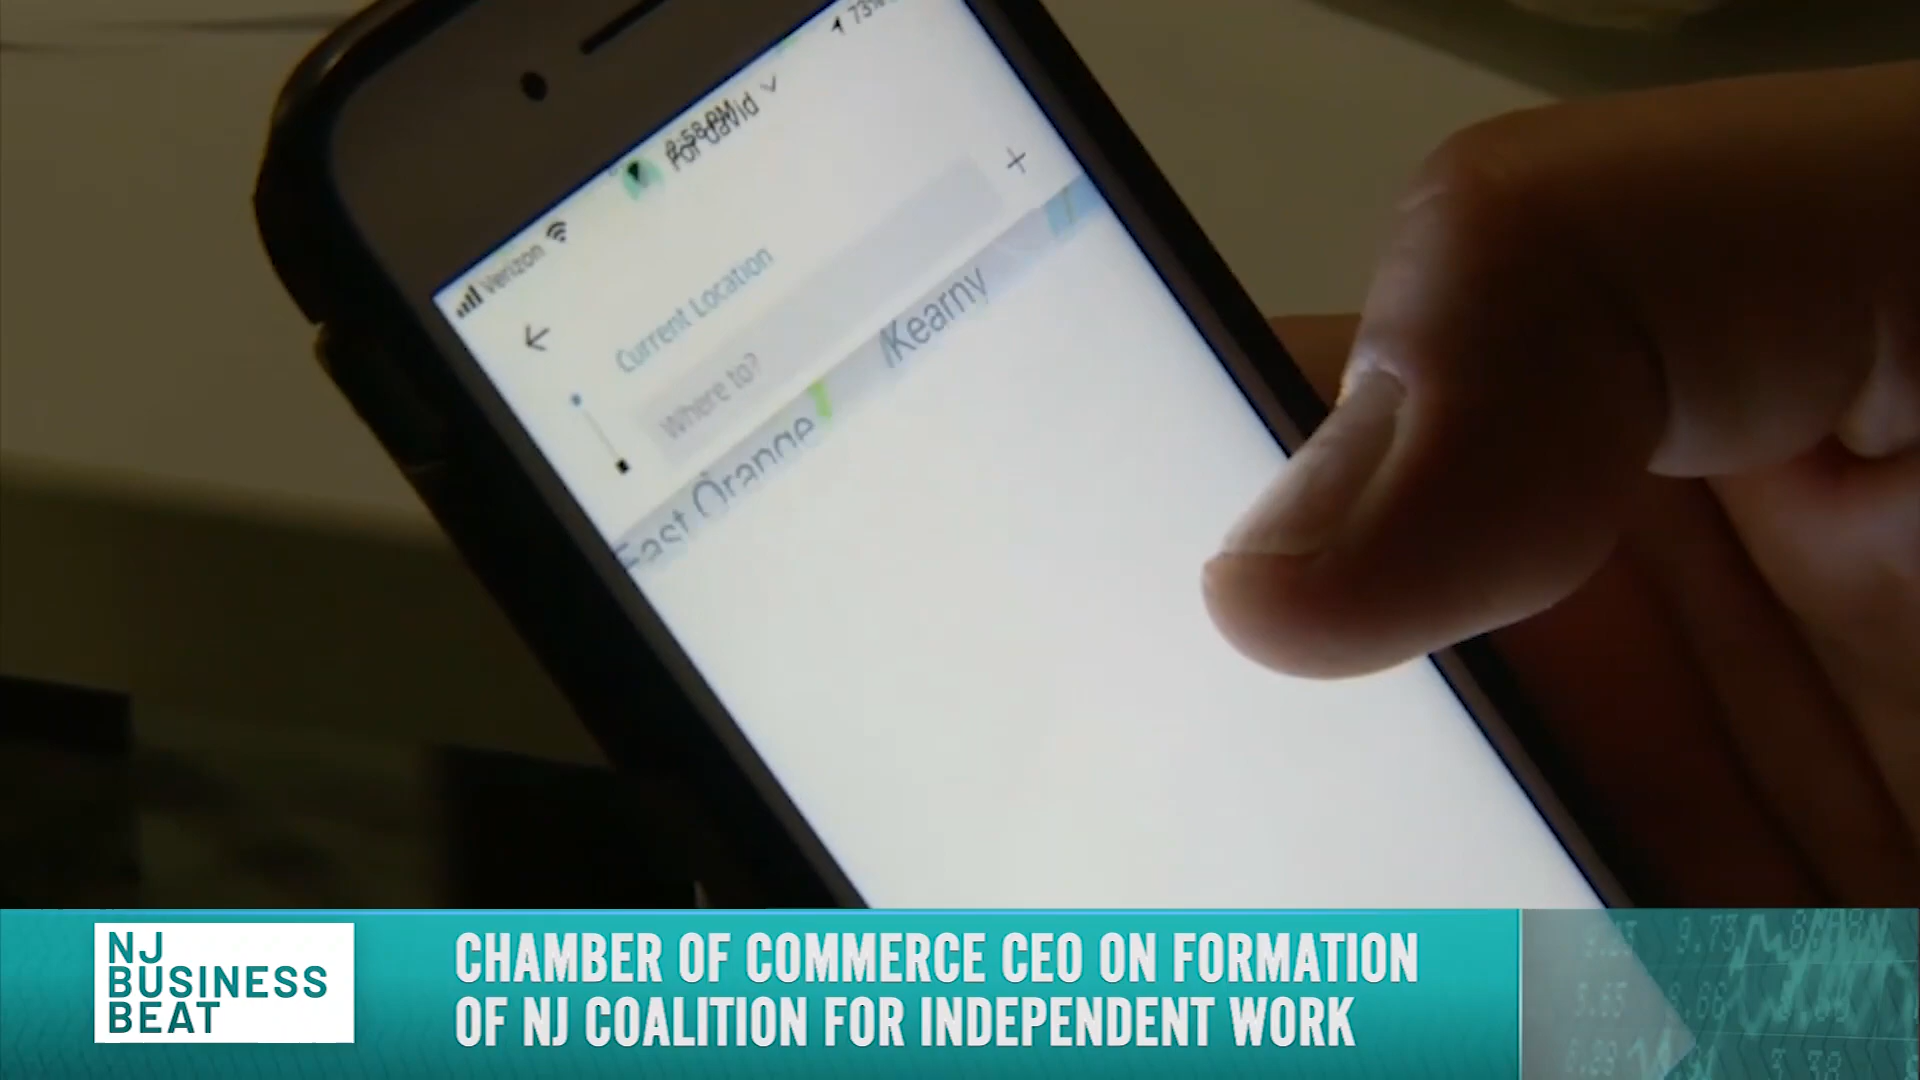 73%
For david
Verizon
Current Location
Where to?
Kearny
East Orange
NJ
BUSINESS
BEAT
CHAMBER OF COMMERCE CEO ON FORMATION
OF NJ COALITION FOR INDEPENDENT WORK